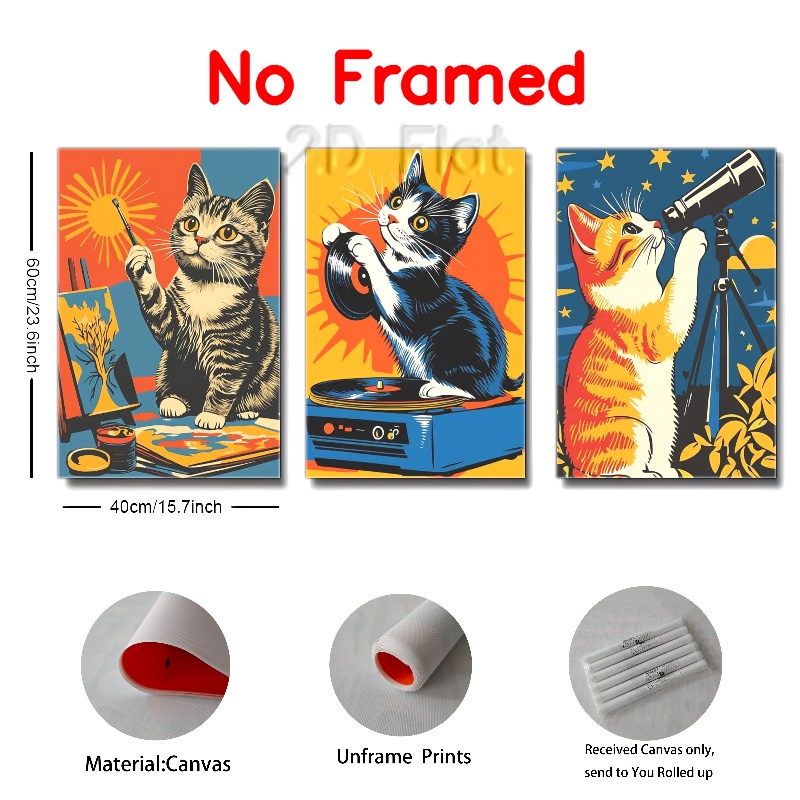 No Framed
2D Flat
60cm/23.6inch
40cm/15.7inch
Material:Canvas
Unframe Prints
Received Canvas only,
send to You Rolled up